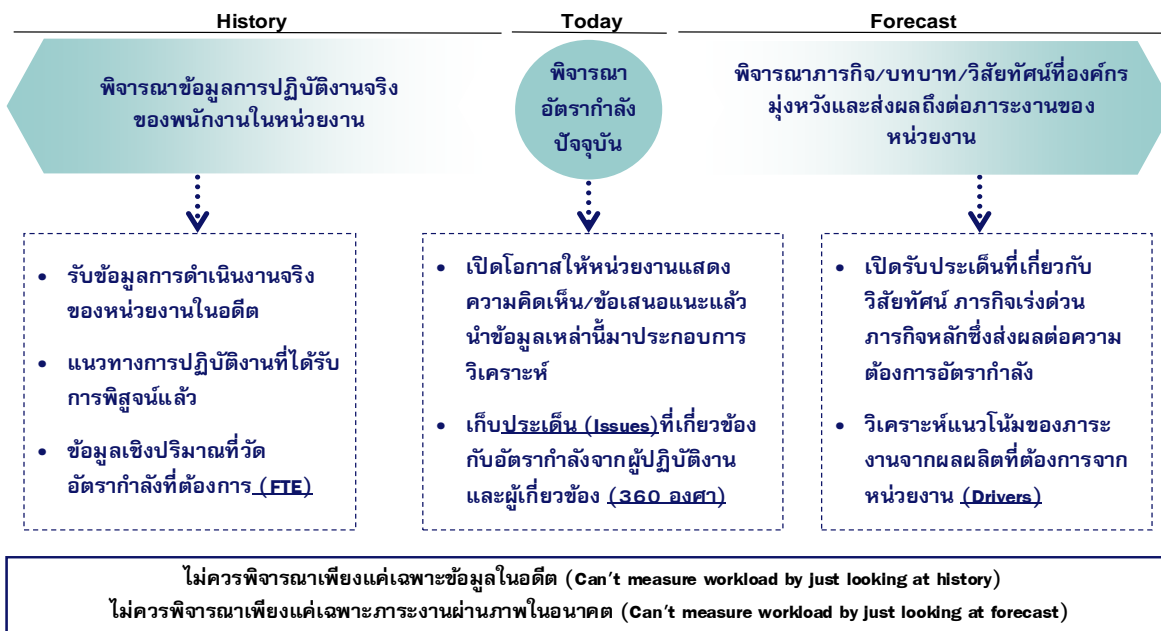 History
Today
Forecast
พิจารณาข้อมูลการปฏิบัติงานจริง
ของพนักงานในหน่วยงาน
พิจารณา
อัตรากำลัง
ปัจจุบัน
พิจารณาภารกิจ/บทบาท/วิสัยทัศน์ที่องค์กร
มุ่งหวังและส่งผลถึงต่อภาระงานของ
หน่วยงาน
• รับข้อมูลการดำเนินงานจริง
ของหน่วยงานในอดีต
• แนวทางการปฏิบัติงานที่ได้รับ
การพิสูจน์แล้ว
• ข้อมูลเชิงปริมาณที่วัด
อัตรากำลังที่ต้องการ (FTE)
• เปิดโอกาสให้หน่วยงานแสดง
ความคิดเห็น/ข้อเสนอแนะแล้ว
นำข้อมูลเหล่านี้มาประกอบการ
วิเคราะห์
• เก็บประเด็น (Issues)ที่เกี่ยวข้อง
กับอัตรากำลังจากผู้ปฏิบัติงาน
และผู้เกี่ยวข้อง (360 องศา)
• เปิดรับประเด็นที่เกี่ยวกับ
วิสัยทัศน์ ภารกิจเร่งด่วน
ภารกิจหลักซึ่งส่งผลต่อความ
ต้องการอัตรากำลัง
• วิเคราะห์แนวโน้มของภาระ
งานจากผลผลิตที่ต้องการจาก
หน่วยงาน (Drivers)
ไม่ควรพิจารณาเพียงแค่เฉพาะข้อมูลในอดีต (Can't measure workload by just looking at history)
ไม่ควรพิจารณาเพียงแค่เฉพาะภาระงานผ่านภาพในอนาคต (Can't measure workload by just looking at forecast)